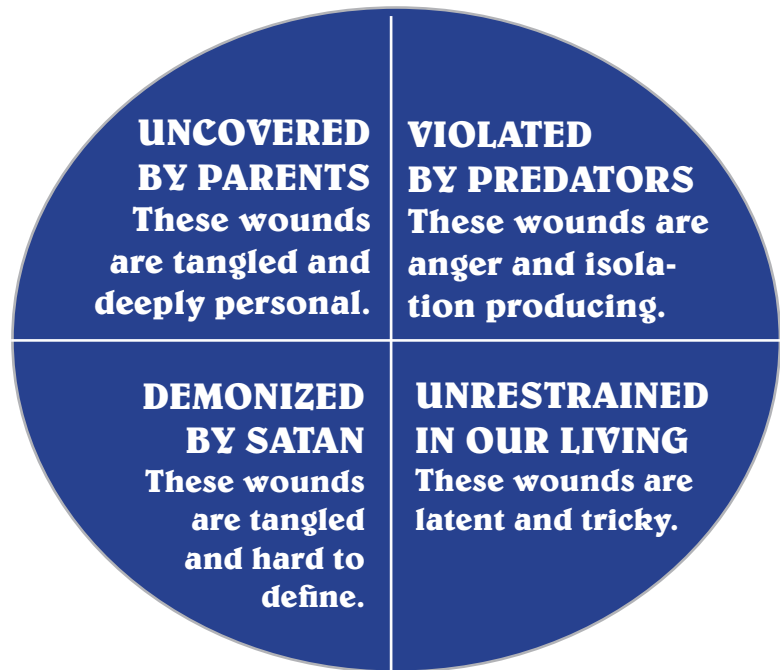 UNCOVERED
BY PARENTS
These wounds
are tangled and
deeply personal.
VIOLATED
BY PREDATORS
These wounds are
anger and isola-
tion producing.
DEMONIZED
BY SATAN
These wounds
are tangled
and hard to
define.
UNRESTRAINED
IN OUR LIVING
These wounds are
latent and tricky.